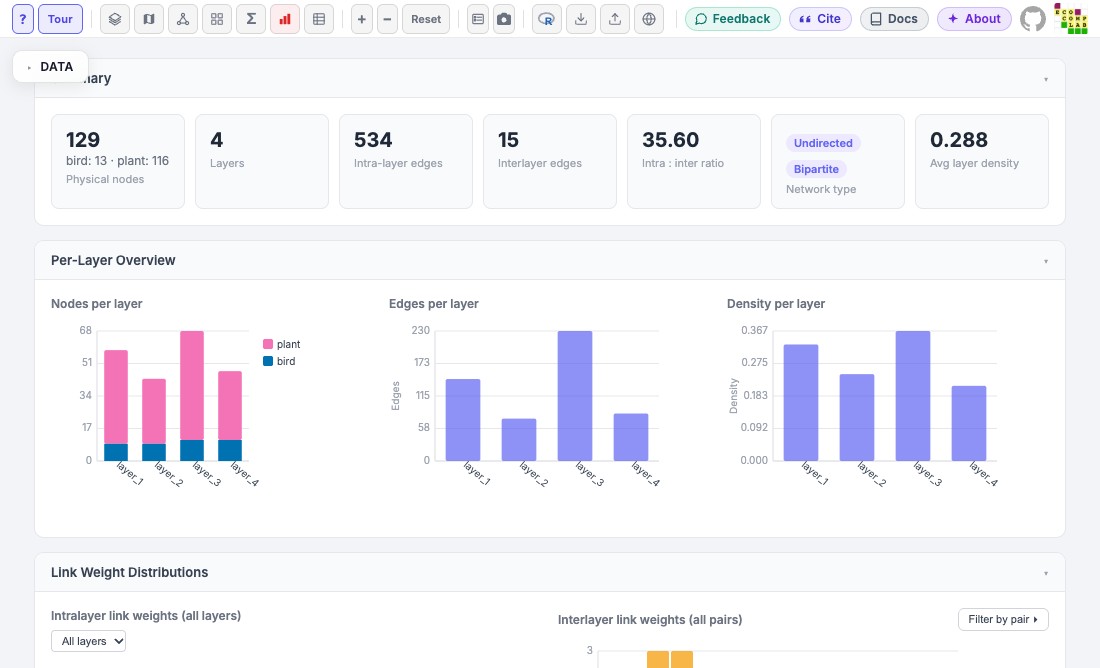 ? Tour Reset R Feedback Cite Docs About
ECO
COMP
LAB
DATA
mary
129
bird: 13 · plant: 116
Physical nodes
4
Layers
534
Intra-layer edges
15
Interlayer edges
35.60
Intra : inter ratio
Undirected
Bipartite
Network type
0.288
Avg layer density
Per-Layer Overview
Nodes per layer
68
51
34
17
0
layer_1 layer_2 layer_3 layer_4
plant
bird
Edges per layer
Edges
230
173
115
58
0
layer_1 layer_2 layer_3 layer_4
Density per layer
Density
0.367
0.275
0.183
0.092
0.000
layer_1 layer_2 layer_3 layer_4
Link Weight Distributions
Intralayer link weights (all layers)
All layers
Interlayer link weights (all pairs)
Filter by pair
3